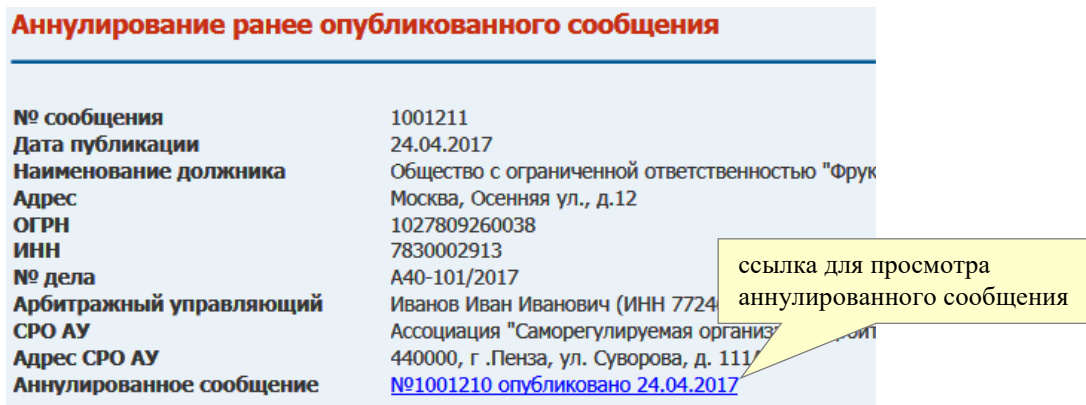 Аннулирование ранее опубликованного сообщения
№ сообщения 1001211
Дата публикации 24.04.2017
Наименование должника Общество с ограниченной ответственностью "Фрук
Адрес Москва, Осенняя ул., д.12
ОГРН 1027809260038
ИНН 7830002913
№ дела А40-101/2017
Арбитражный управляющий Иванов Иван Иванович (ИНН 7724
СРО АУ Ассоциация "Саморегулируемая
Адрес СРО АУ 440000, г .Пенза, ул. Суворова, д. 111
Аннулированное сообщение №1001210 опубликовано 24.04.2017
ссылка для просмотра
аннулированного сообщения